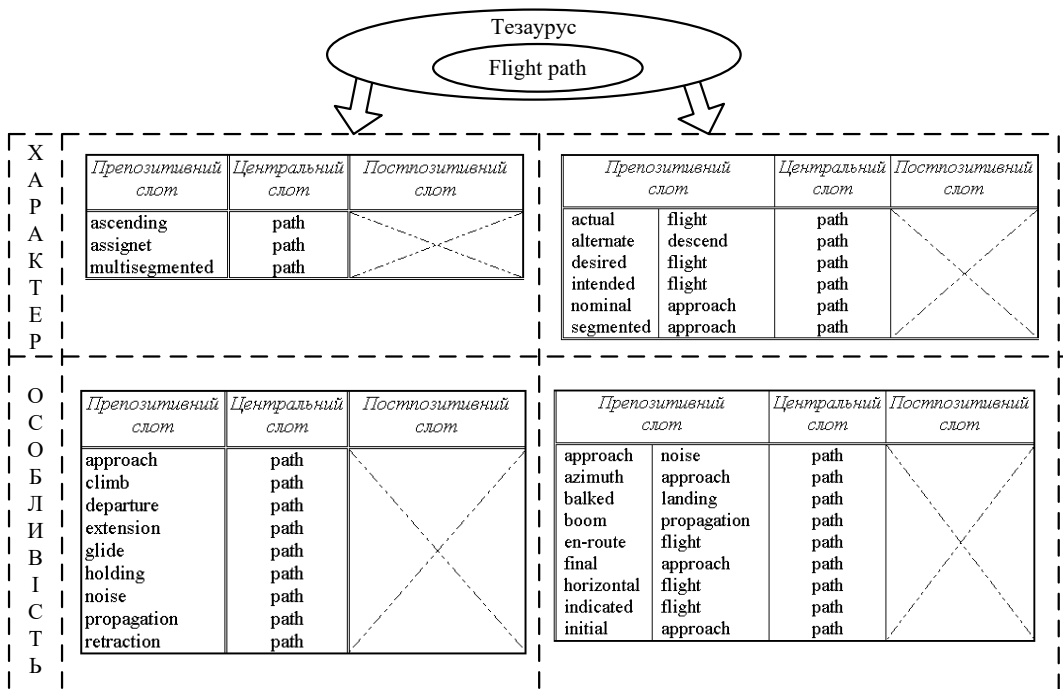 Тезаурус
Flight path
Х
А
Р
А
К
Т
Е
Р
Препозитивний Центральний Постпозитивний
слот слот слот
ascending path
assignet path
multisegmented path
Препозитивний Центральний Постпозитивний
слот слот слот
actual flight path
alternate descend path
desired flight path
intended flight path
nominal approach path
segmented approach path
О
С
О
Б
Л
И
В
І
С
Т
Ь
Препозитивний Центральний Постпозитивний
слот слот слот
approach path
climb path
departure path
extension path
glide path
holding path
noise path
propagation path
retraction path
Препозитивний Центральний Постпозитивний
слот слот слот
approach noise path
azimuth approach path
balked landing path
boom propagation path
en-route flight path
final approach path
horizontal flight path
indicated flight path
initial approach path